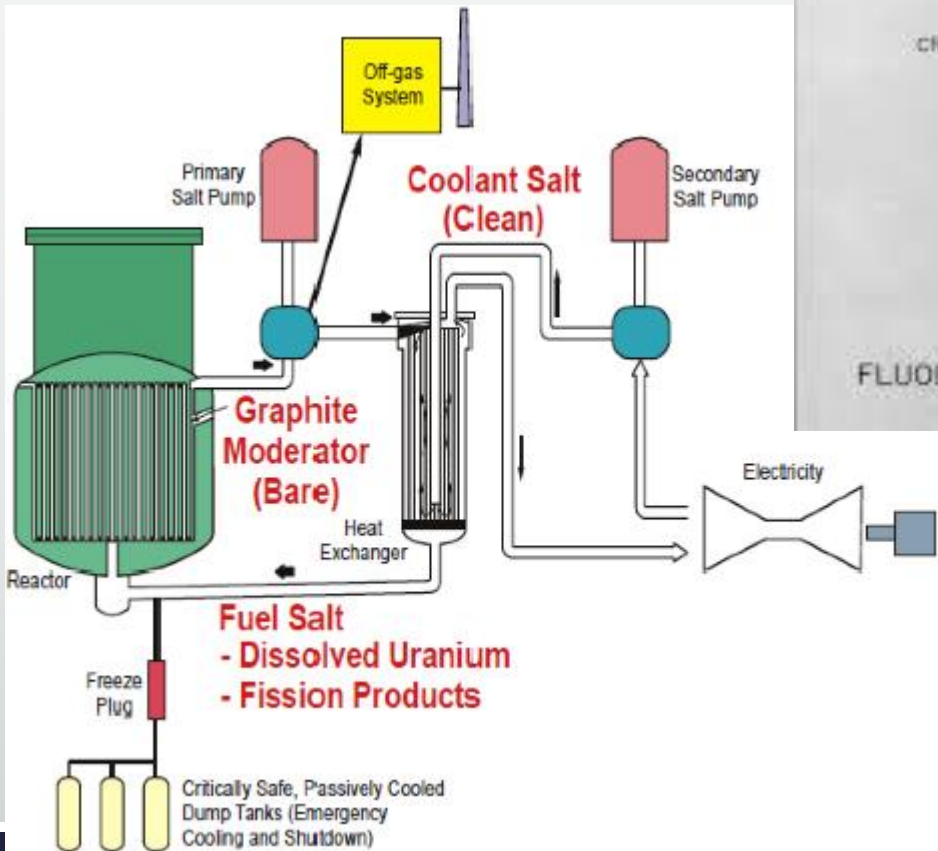 Off-gas
System
Primary
Salt Pump
Coolant Salt
(Clean)
Secondary
Salt Pump
Graphite
Moderator
(Bare)
Electricity
Heat
Exchanger
Reactor
Fuel Salt
- Dissolved Uranium
- Fission Products
Freeze
Plug
Critically Safe, Passively Cooled
Dump Tanks (Emergency
Cooling and Shutdown)